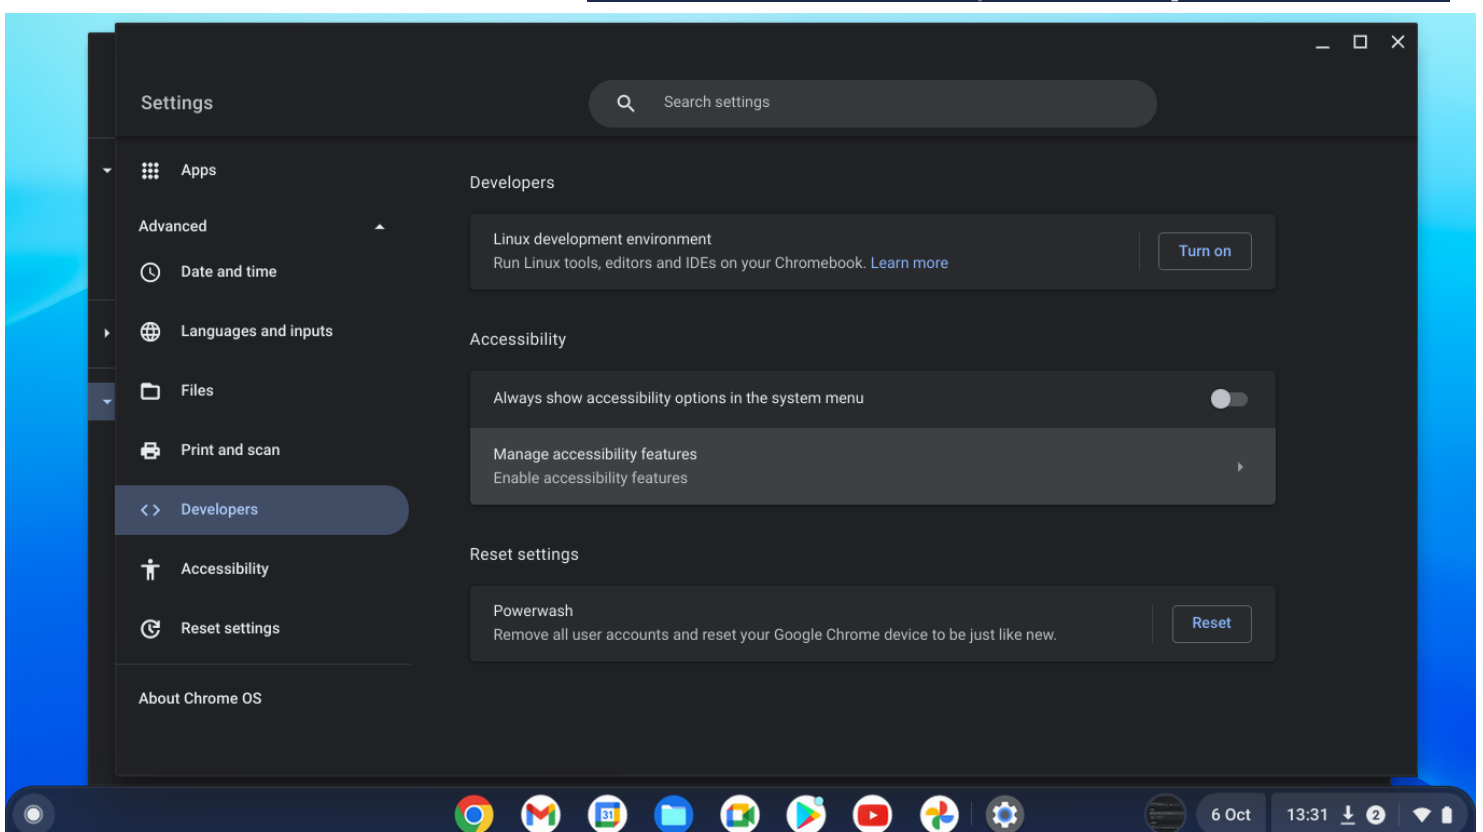 Settings
Search settings
Apps
Advanced
Date and time
Languages and inputs
Files
Print and scan
Developers
Accessibility
Reset settings
About Chrome OS
Developers
Linux development environment
Run Linux tools, editors and IDEs on your Chromebook. Learn more
Turn on
Accessibility
Always show accessibility options in the system menu
Manage accessibility features
Enable accessibility features
Reset settings
Powerwash
Remove all user accounts and reset your Google Chrome device to be just like new.
Reset
31
6 Oct
13:31
2